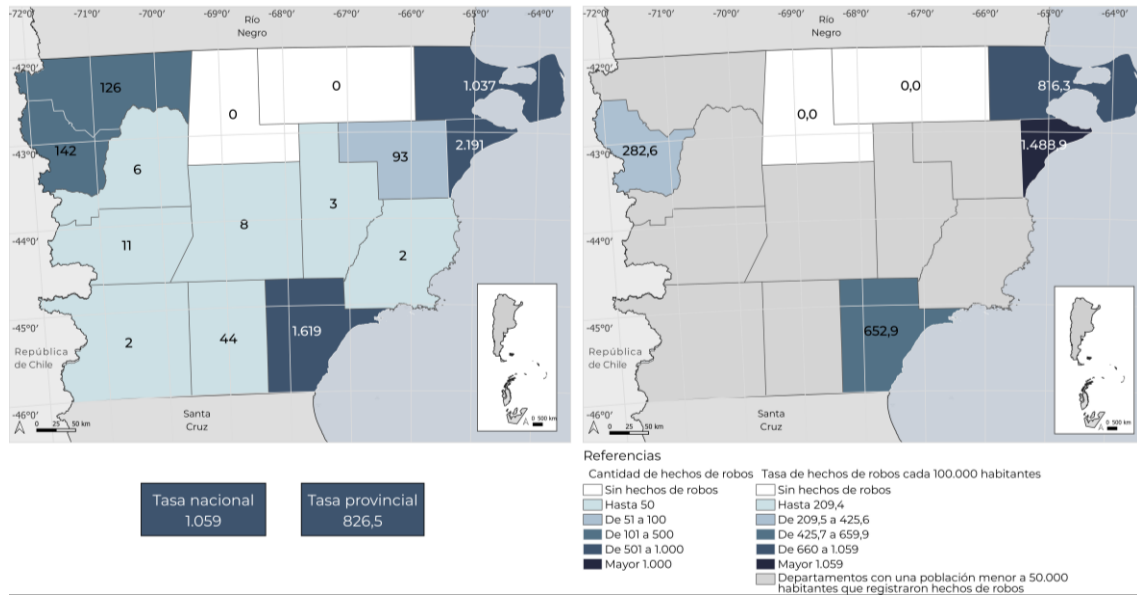 -72°0′ -71°0′ -70°0′ -69°0′ -68°0′ -67°0′ -66°0′ -65°0′ -64°0′
Río
Negro
-42°0′
-43°0′
-44°0′
-45°0′
-46°0′
126
0
0
1.037
142
6
93
2.191
11
8
3
2
2
44
1.619
República
de Chile
Santa
Cruz
0 25 50 km
0 500 km
-72°0′ -71°0′ -70°0′ -69°0′ -68°0′ -67°0′ -66°0′ -65°0′ -64°0′
Río
Negro
-42°0′
-43°0′
-44°0′
-45°0′
-46°0′
0,0
0,0
816,3
282,6
1.488,9
652,9
República
de Chile
Santa
Cruz
0 25 50 km
0 500 km
Tasa nacional
1.059
Tasa provincial
826,5
Referencias
Cantidad de hechos de robos
Sin hechos de robos
Hasta 50
De 51 a 100
De 101 a 500
De 501 a 1.000
Mayor 1.000
Tasa de hechos de robos cada 100.000 habitantes
Sin hechos de robos
Hasta 209,4
De 209,5 a 425,6
De 425,7 a 659,9
De 660 a 1.059
Mayor 1.059
Departamentos con una población menor a 50.000
habitantes que registraron hechos de robos